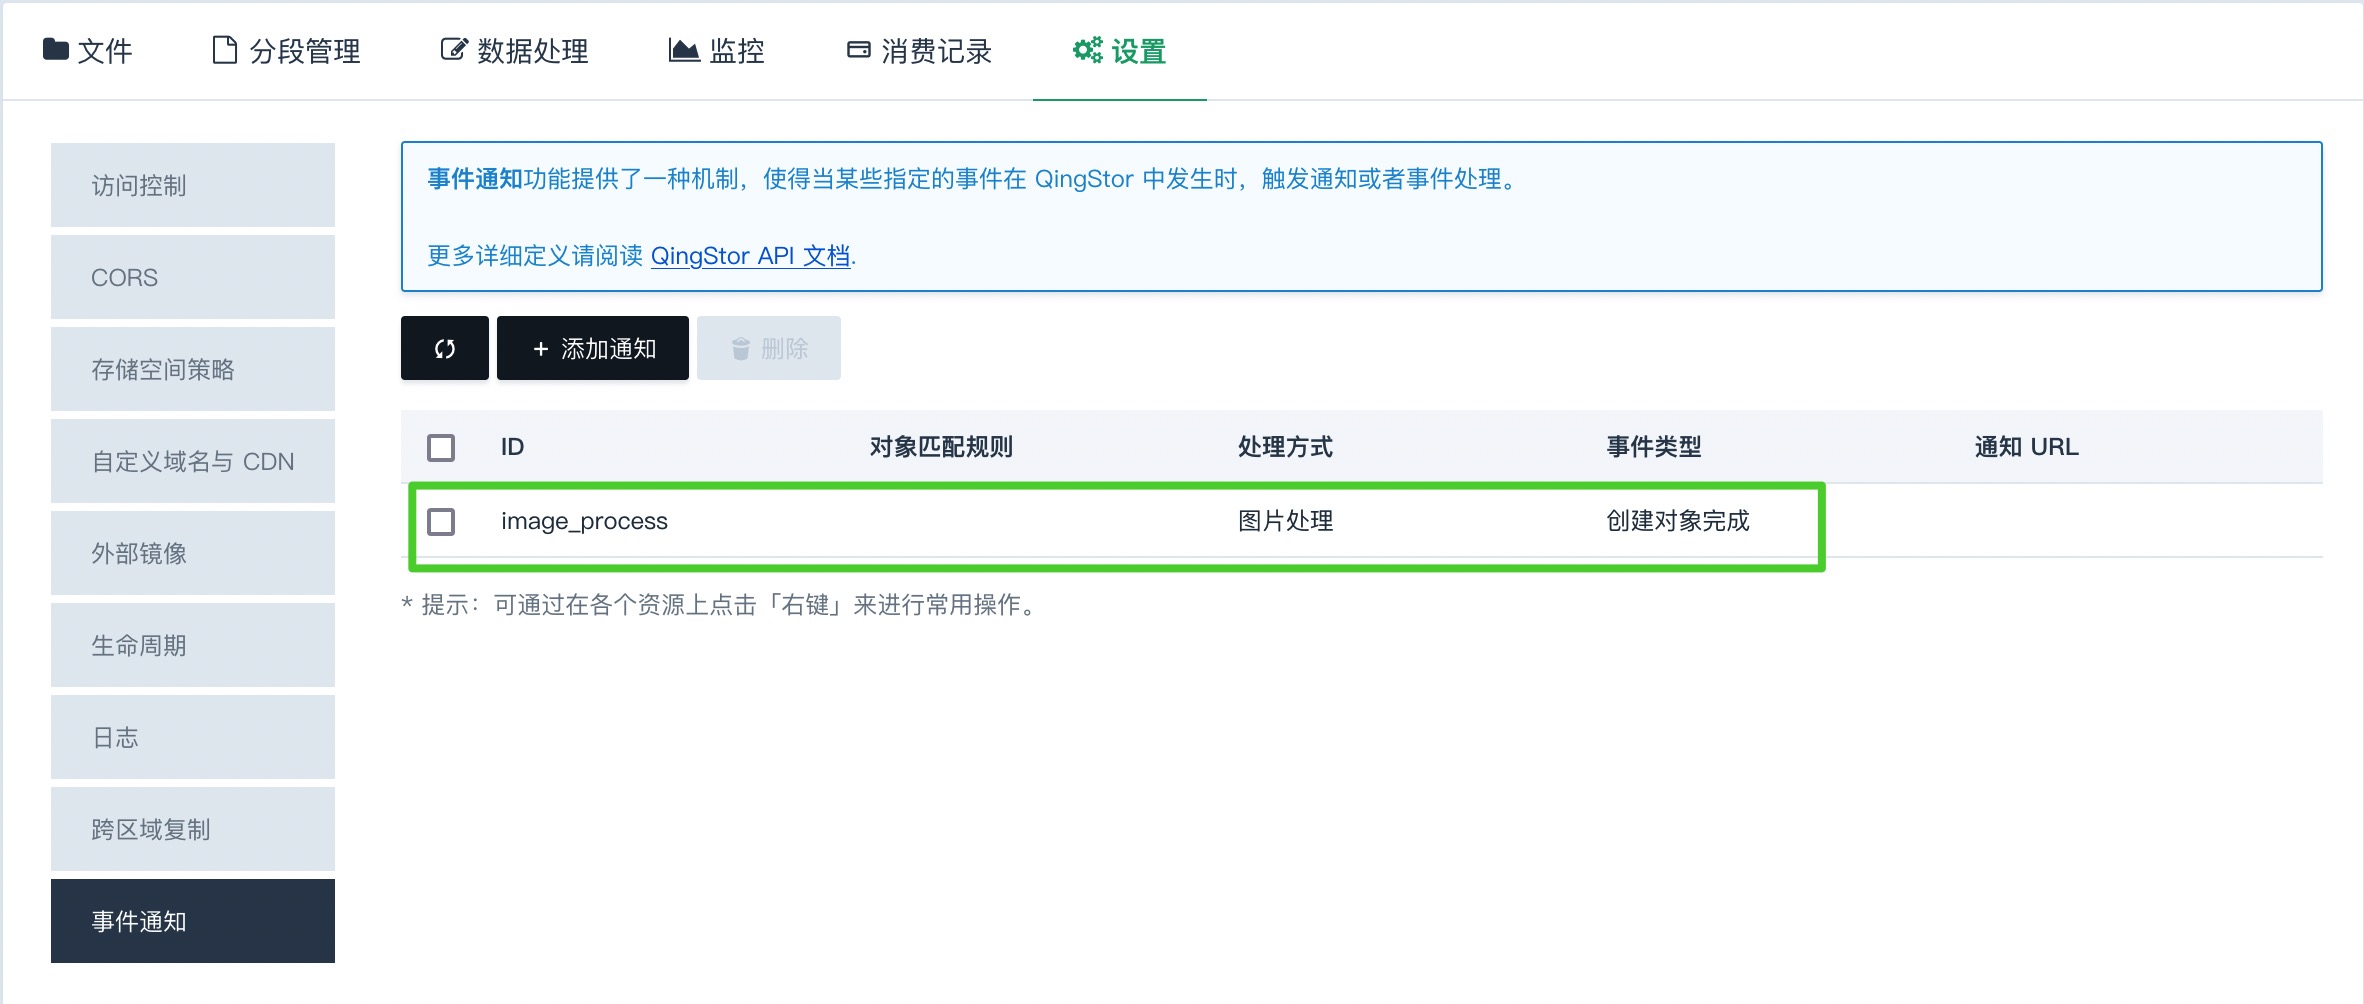 文件 分段管理 数据处理 监控 消费记录 设置
访问控制
CORS
存储空间策略
自定义域名与 CDN
外部镜像
生命周期
日志
跨区域复制
事件通知
事件通知功能提供了一种机制，使得当某些指定的事件在 QingStor 中发生时，触发通知或者事件处理。
更多详细定义请阅读 QingStor API 文档.
+ 添加通知 删除
ID 对象匹配规则 处理方式 事件类型 通知 URL
image_process 图片处理 创建对象完成
* 提示：可通过在各个资源上点击「右键」来进行常用操作。